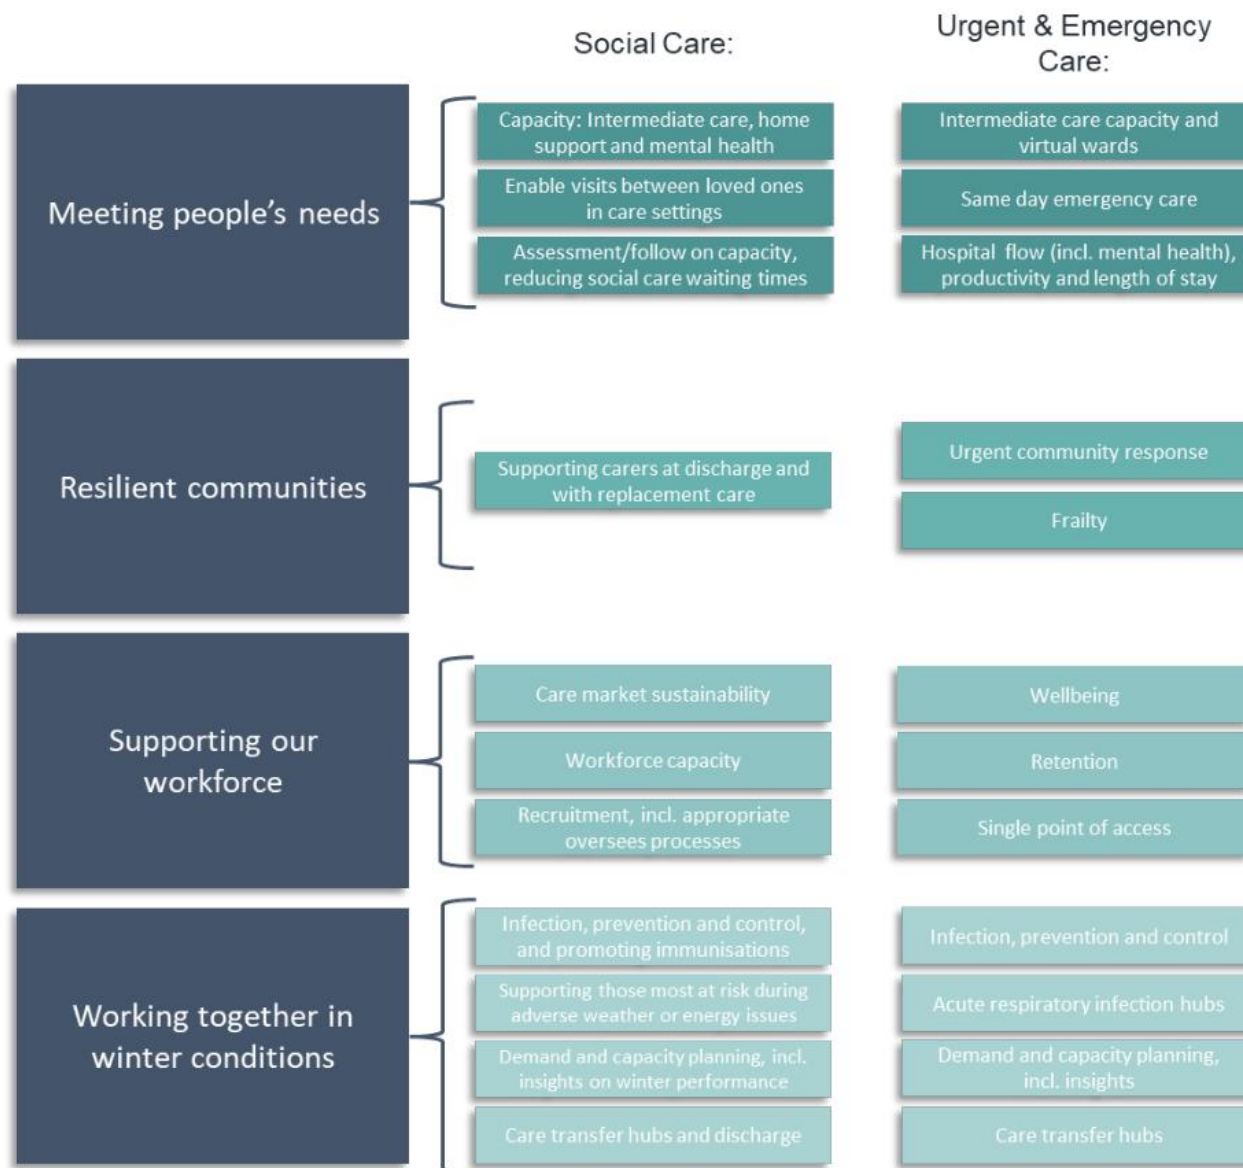 Social Care:
Urgent & Emergency
Care:
Meeting people's needs
Capacity: Intermediate care, home
support and mental health
Enable visits between loved ones
in care settings
Assessment/follow on capacity,
reducing social care waiting times
Intermediate care capacity and
virtual wards
Same day emergency care
Hospital flow (incl. mental health),
productivity and length of stay
Resilient communities
Supporting carers at discharge and
with replacement care
Urgent community response
Frailty
Supporting our
workforce
Care market sustainability
Workforce capacity
Recruitment, incl. appropriate
oversees processes
Wellbeing
Retention
Single point of access
Working together in
winter conditions
Infection, prevention and control,
and promoting immunisations
Supporting those most at risk during
adverse weather or energy issues
Demand and capacity planning, incl.
insights on winter performance
Care transfer hubs and discharge
Infection, prevention and control
Acute respiratory infection hubs
Demand and capacity planning,
incl. insights
Care transfer hubs